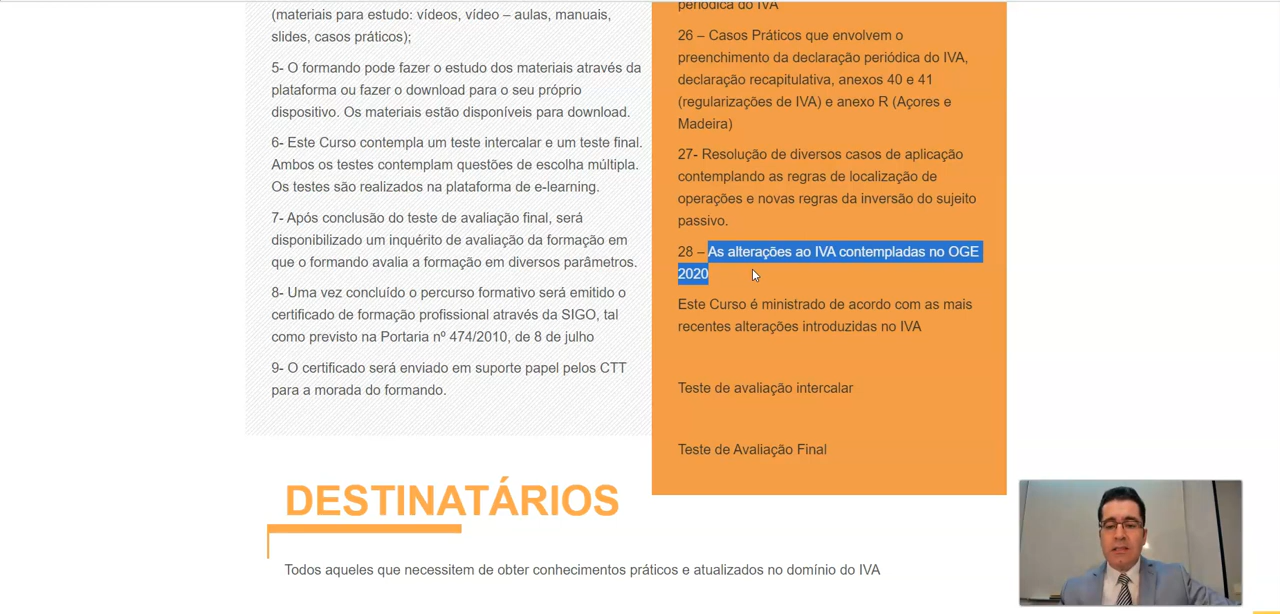 (materiais para estudo: vídeos, vídeo – aulas, manuais,
slides, casos práticos);
5- O formando pode fazer o estudo dos materiais através da
plataforma ou fazer o download para o seu próprio
dispositivo. Os materiais estão disponíveis para download.
6- Este Curso contempla um teste intercalar e um teste final.
Ambos os testes contemplam questões de escolha múltipla.
Os testes são realizados na plataforma de e-learning.
7- Após conclusão do teste de avaliação final, será
disponibilizado um inquérito de avaliação da formação em
que o formando avalia a formação em diversos parâmetros.
8- Uma vez concluído o percurso formativo será emitido o
certificado de formação profissional através da SIGO, tal
como previsto na Portaria nº 474/2010, de 8 de julho
9- O certificado será enviado em suporte papel pelos CTT
para a morada do formando.
periódica do IVA
26 – Casos Práticos que envolvem o
preenchimento da declaração periódica do IVA,
declaração recapitulativa, anexos 40 e 41
(regularizações de IVA) e anexo R (Açores e
Madeira)
27- Resolução de diversos casos de aplicação
contemplando as regras de localização de
operações e novas regras da inversão do sujeito
passivo.
28 – As alterações ao IVA contempladas no OGE
2020
Este Curso é ministrado de acordo com as mais
recentes alterações introduzidas no IVA
Teste de avaliação intercalar
Teste de Avaliação Final
DESTINATÁRIOS
Todos aqueles que necessitem de obter conhecimentos práticos e atualizados no domínio do IVA